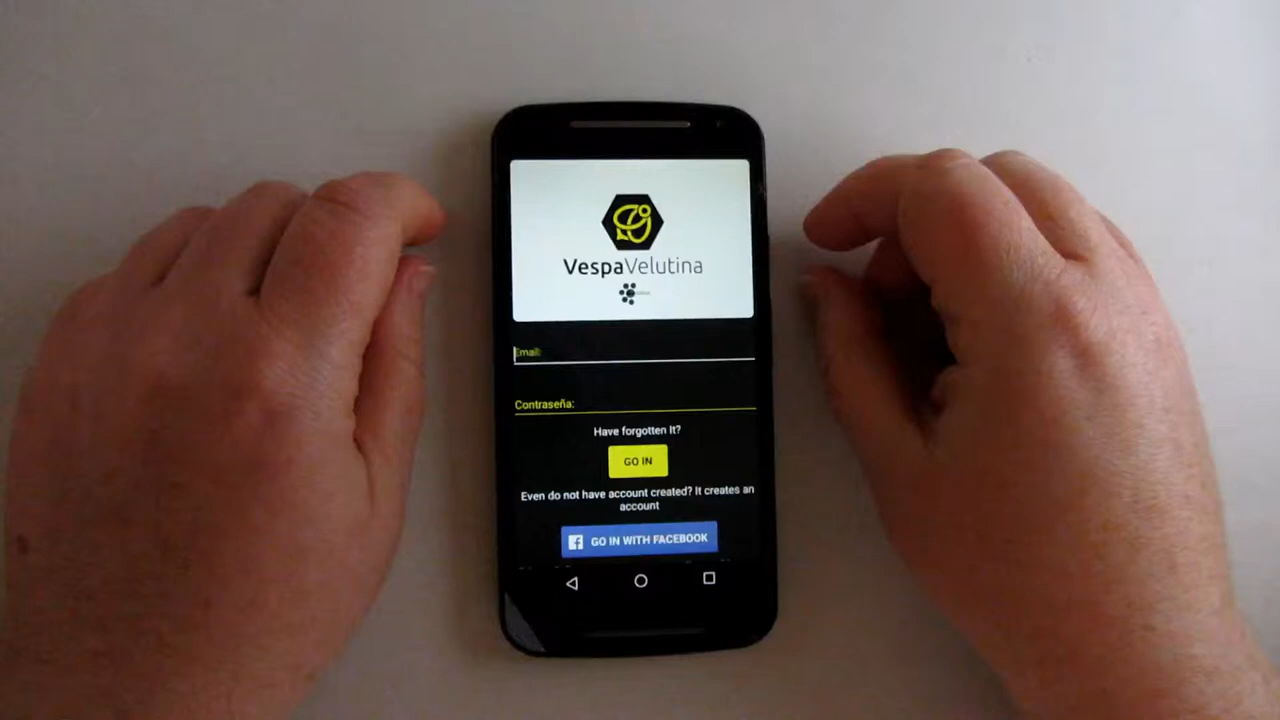 VespaVelutina
Email:
Contraseña:
Have forgotten It?
GO IN
Even do not have account created? It creates an
account
GO IN WITH FACEBOOK